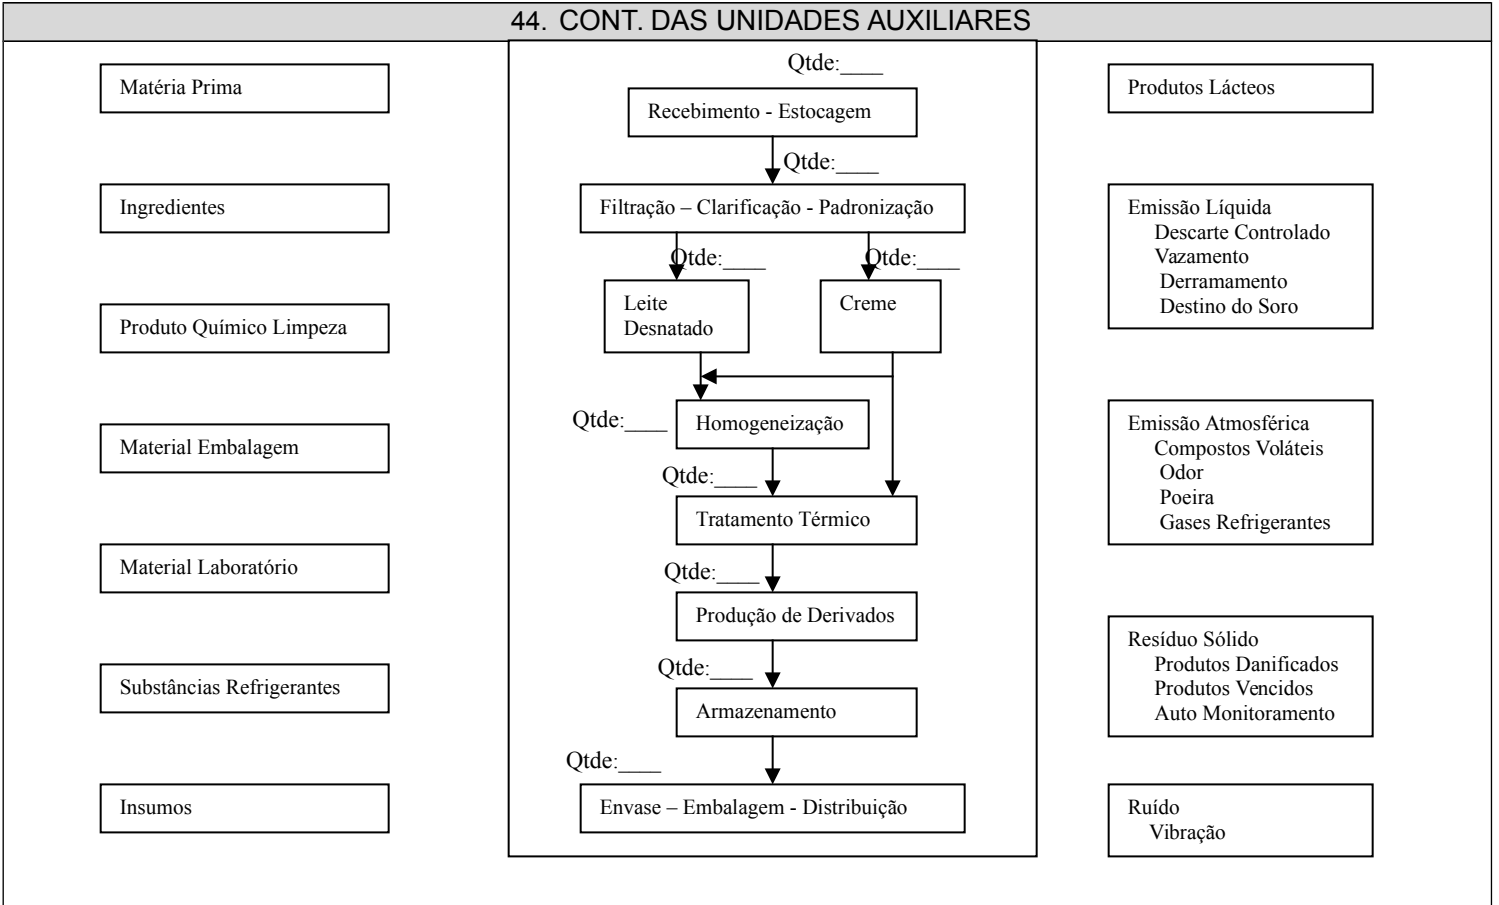 44. CONT. DAS UNIDADES AUXILIARES
Matéria Prima
Ingredientes
Produto Químico Limpeza
Material Embalagem
Material Laboratório
Substâncias Refrigerantes
Insumos
Qtde:____
Recebimento - Estocagem
Qtde:____
Filtração – Clarificação - Padronização
Qtde:____
Qtde:____
Leite
Desnatado
Creme
Qtde:____
Homogeneização
Qtde:____
Tratamento Térmico
Qtde:____
Produção de Derivados
Qtde:____
Armazenamento
Qtde:____
Envase – Embalagem - Distribuição
Produtos Lácteos
Emissão Líquida
Descarte Controlado
Vazamento
Derramamento
Destino do Soro
Emissão Atmosférica
Compostos Voláteis
Odor
Poeira
Gases Refrigerantes
Resíduo Sólido
Produtos Danificados
Produtos Vencidos
Auto Monitoramento
Ruído
Vibração